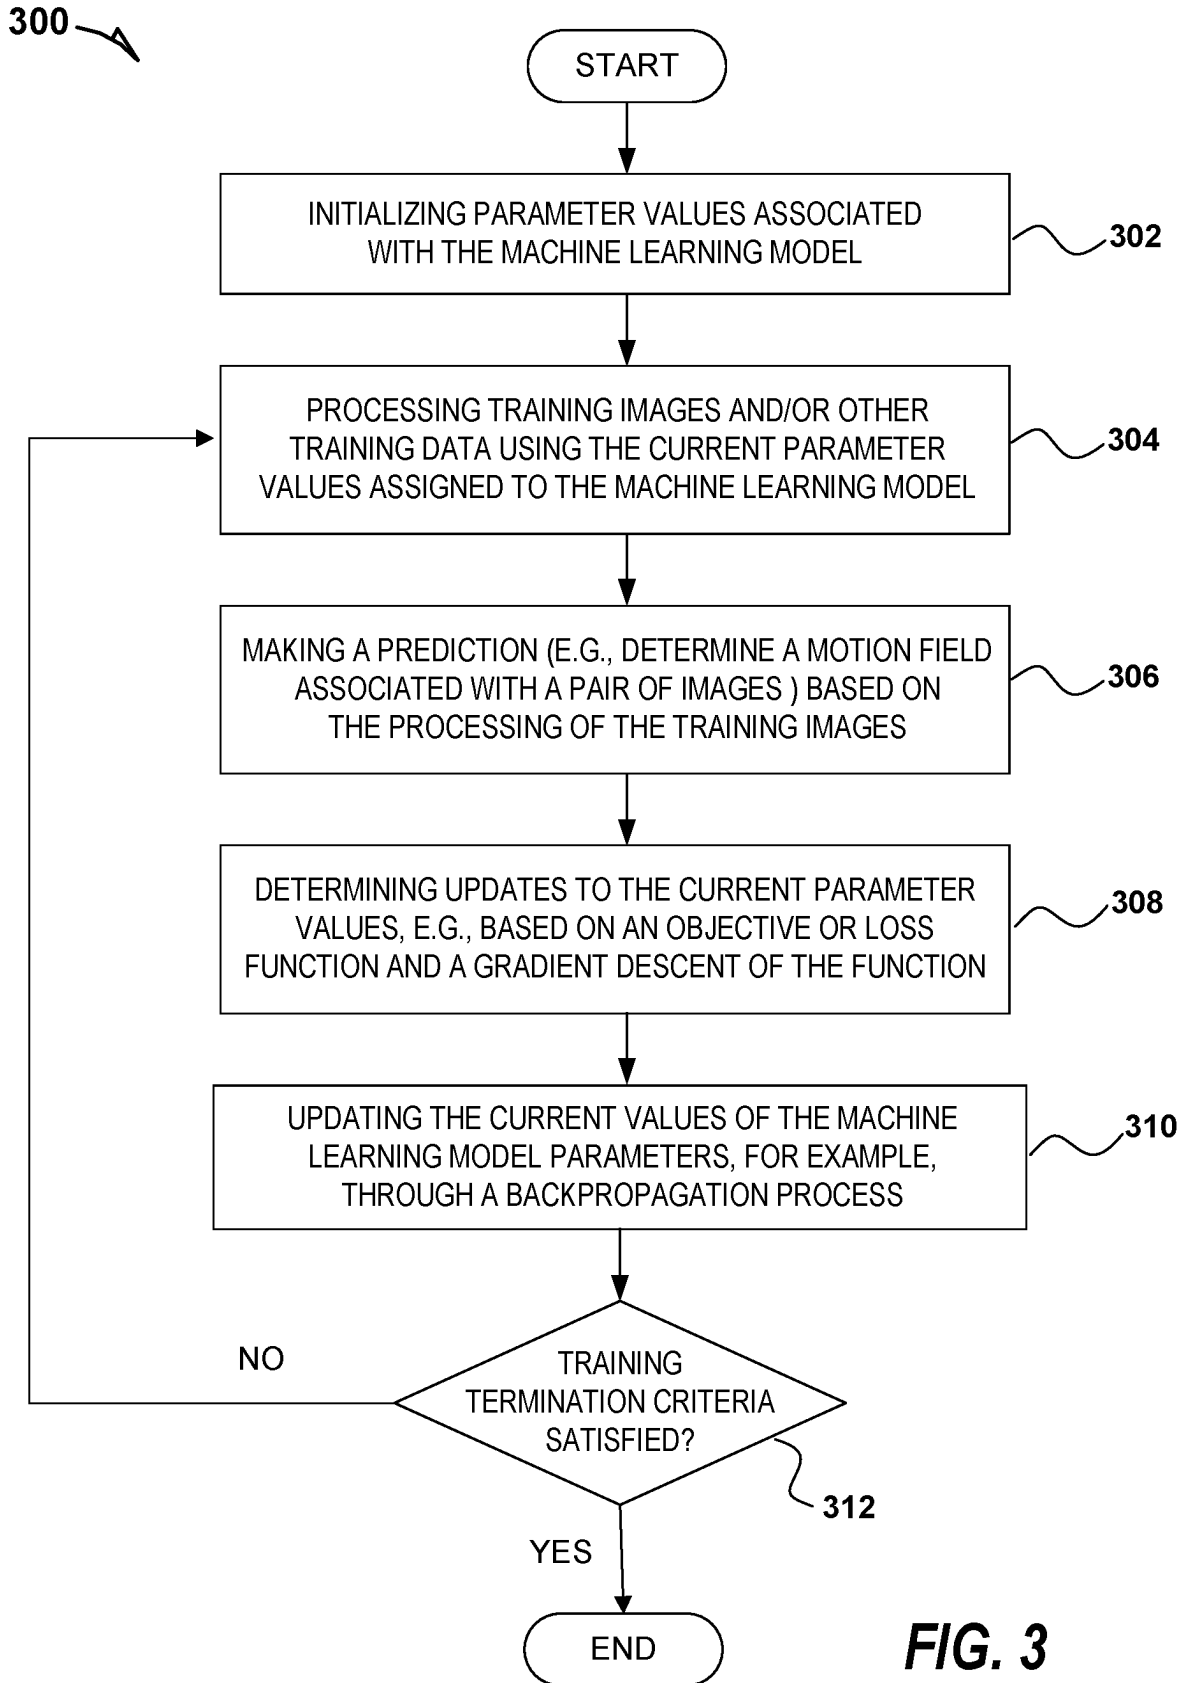 300
START
INITIALIZING PARAMETER VALUES ASSOCIATED
WITH THE MACHINE LEARNING MODEL
302
PROCESSING TRAINING IMAGES AND/OR OTHER
TRAINING DATA USING THE CURRENT PARAMETER
VALUES ASSIGNED TO THE MACHINE LEARNING MODEL
304
MAKING A PREDICTION (E.G., DETERMINE A MOTION FIELD
ASSOCIATED WITH A PAIR OF IMAGES ) BASED ON
THE PROCESSING OF THE TRAINING IMAGES
306
DETERMINING UPDATES TO THE CURRENT PARAMETER
VALUES, E.G., BASED ON AN OBJECTIVE OR LOSS
FUNCTION AND A GRADIENT DESCENT OF THE FUNCTION
308
UPDATING THE CURRENT VALUES OF THE MACHINE
LEARNING MODEL PARAMETERS, FOR EXAMPLE,
THROUGH A BACKPROPAGATION PROCESS
310
NO
TRAINING
TERMINATION CRITERIA
SATISFIED?
312
YES
END
FIG. 3